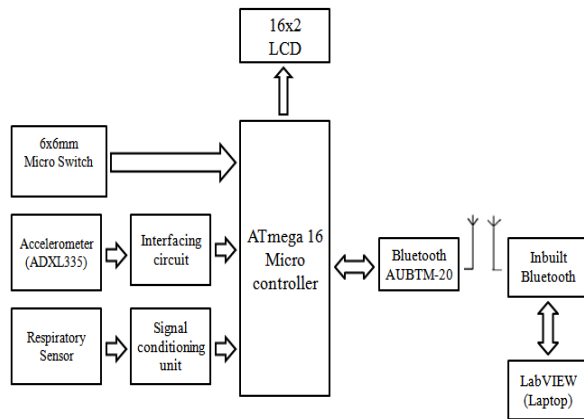 16x2
LCD
6x6mm
Micro Switch
Accelerometer
(ADXL335)
Interfacing
circuit
ATmega 16
Micro
controller
Bluetooth
AUBTM-20
Inbuilt
Bluetooth
Respiratory
Sensor
Signal
conditioning
unit
LabVIEW
(Laptop)